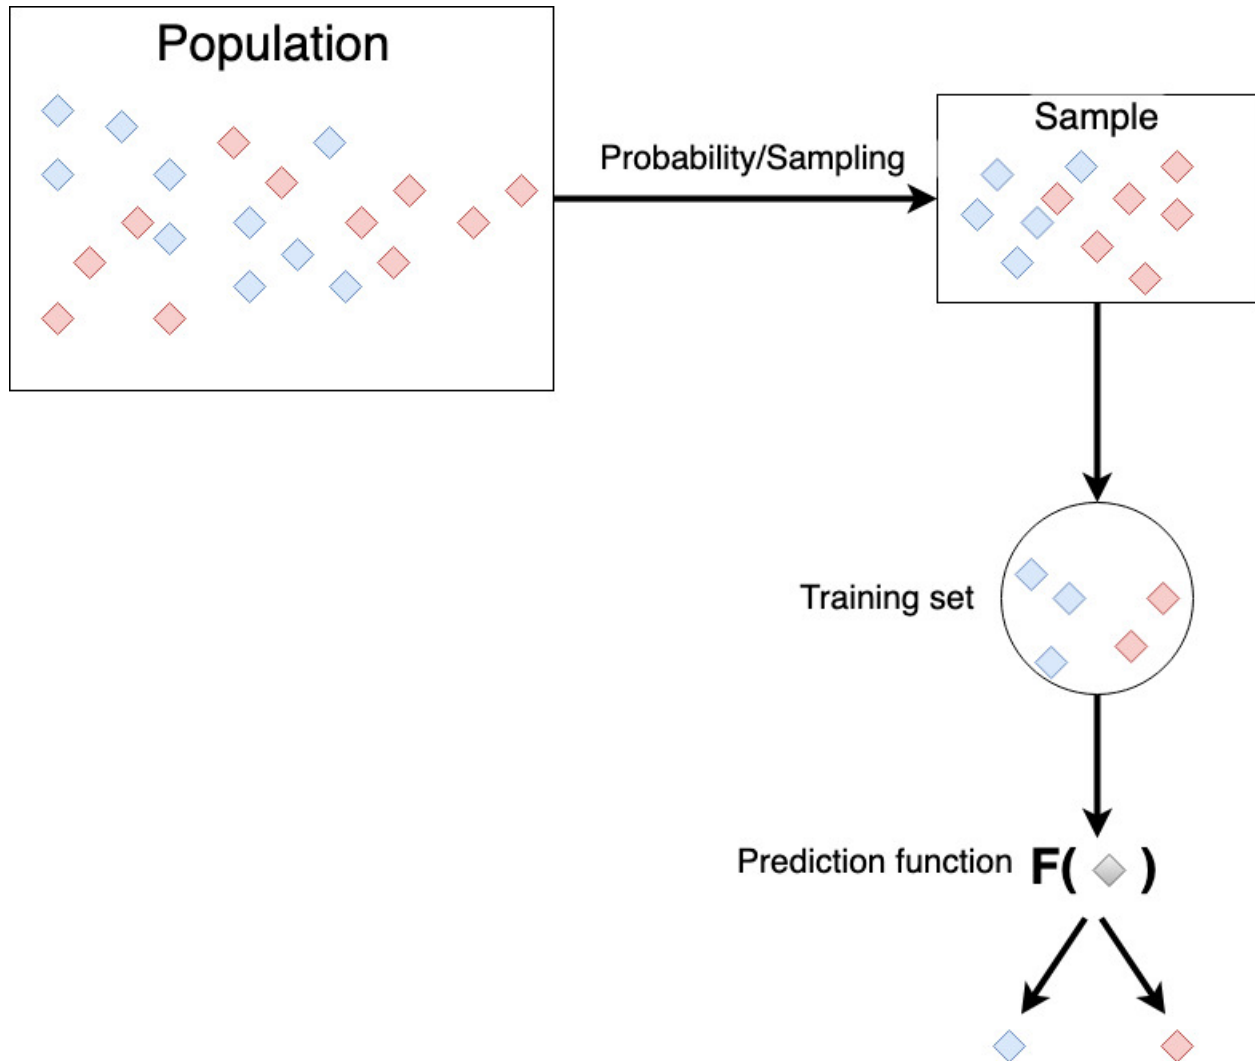 Population
Probability/Sampling
Sample
Training set
Prediction function F( )